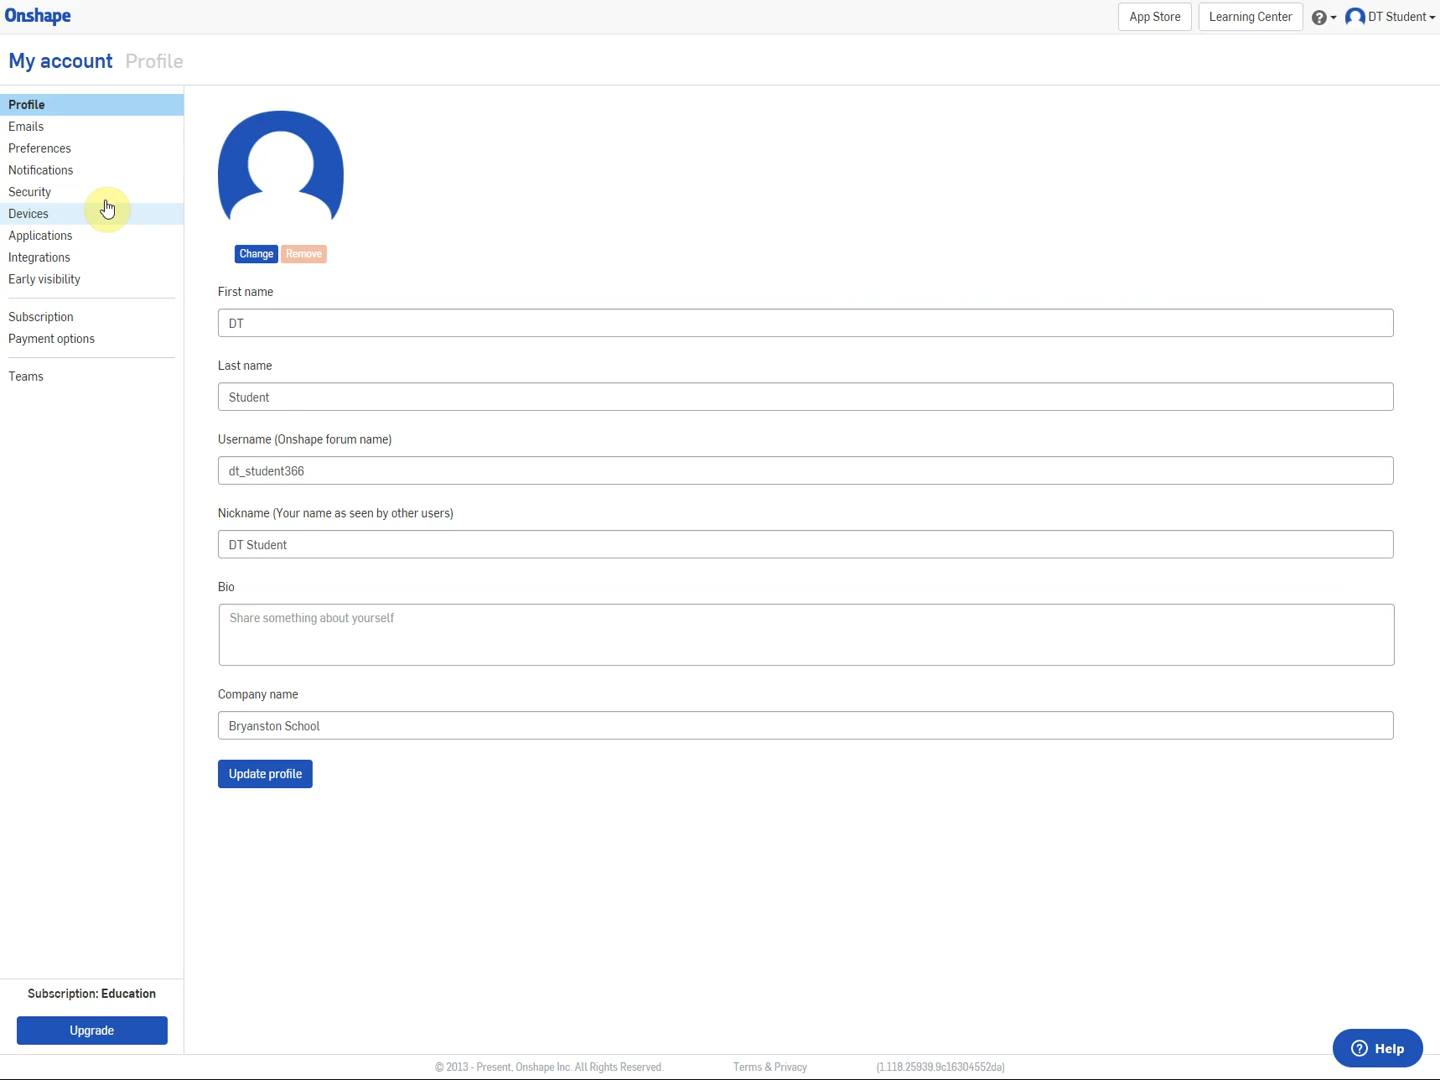 Onshape
App Store
Learning Center
DT Student
My account Profile
Profile
Emails
Preferences
Notifications
Security
Devices
Applications
Integrations
Early visibility
Subscription
Payment options
Teams
Change
Remove
First name
DT
Last name
Student
Username (Onshape forum name)
dt_student366
Nickname (Your name as seen by other users)
DT Student
Bio
Share something about yourself
Company name
Bryanston School
Update profile
Subscription: Education
Upgrade
? Help
© 2013 - Present, Onshape Inc. All Rights Reserved.
Terms & Privacy
(1.118.25939.9c16304552da)